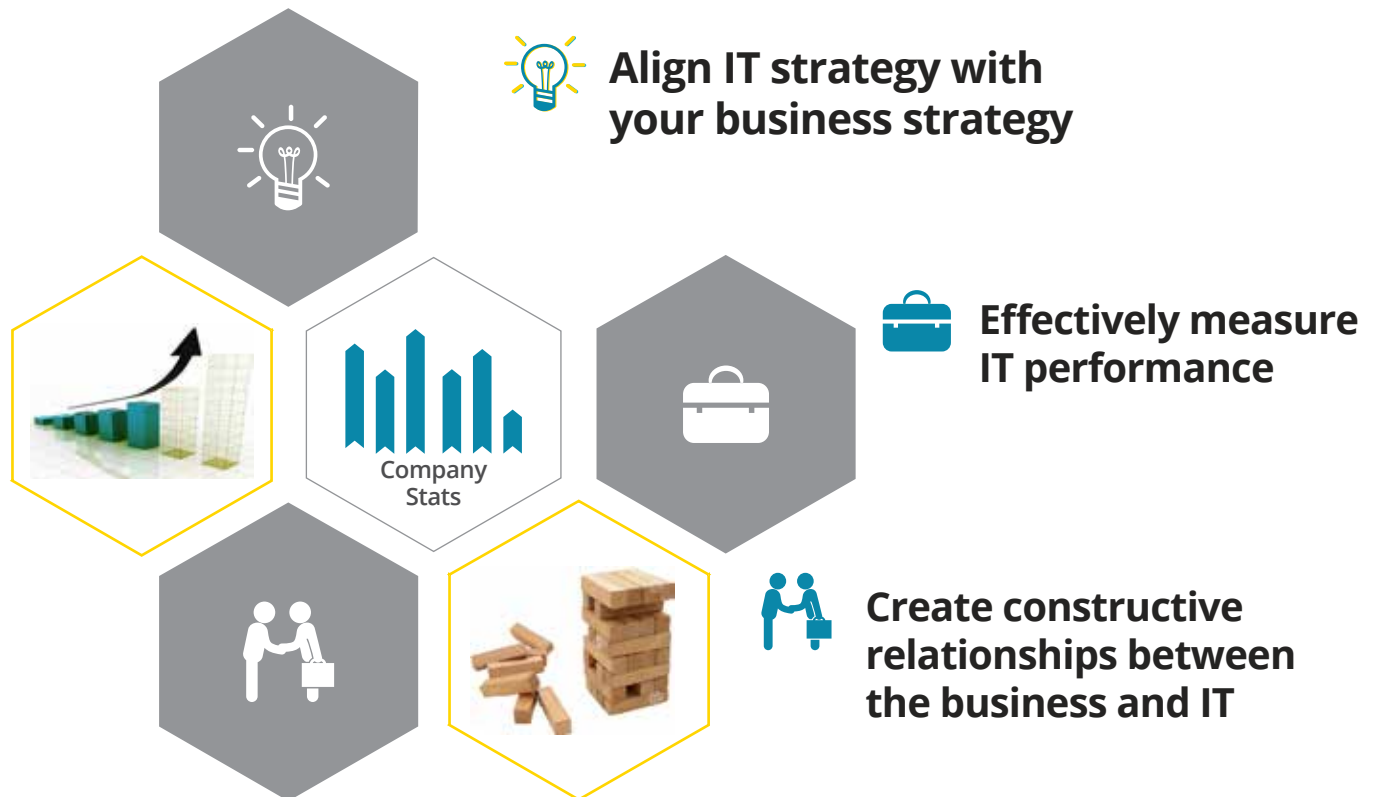 Align IT strategy with
your business strategy
Effectively measure
IT performance
Company
Stats
Create constructive
relationships between
the business and IT